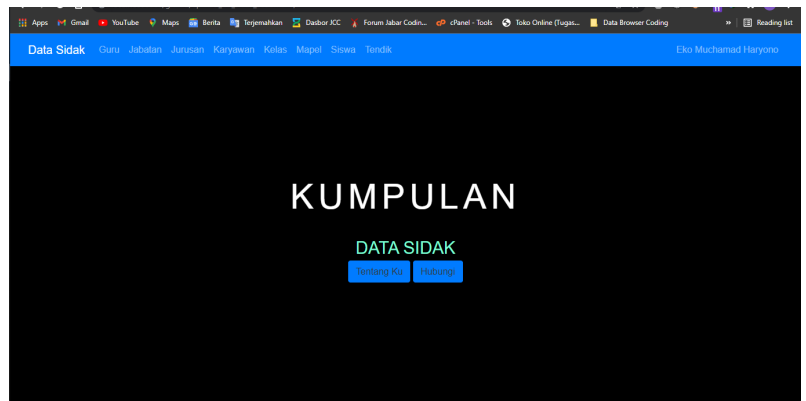 Apps Gmail YouTube Maps Berita Terjemahkan Dasbor JCC Forum Jabar Codin... cPanel - Tools Toko Online (Tugas... Data Browser Coding » Reading list
Data Sidak Guru Jabatan Jurusan Karyawan Kelas Mapel Siswa Tendik Eko Muchamad Haryono
KUMPULAN
DATA SIDAK
Tentang Ku Hubungi